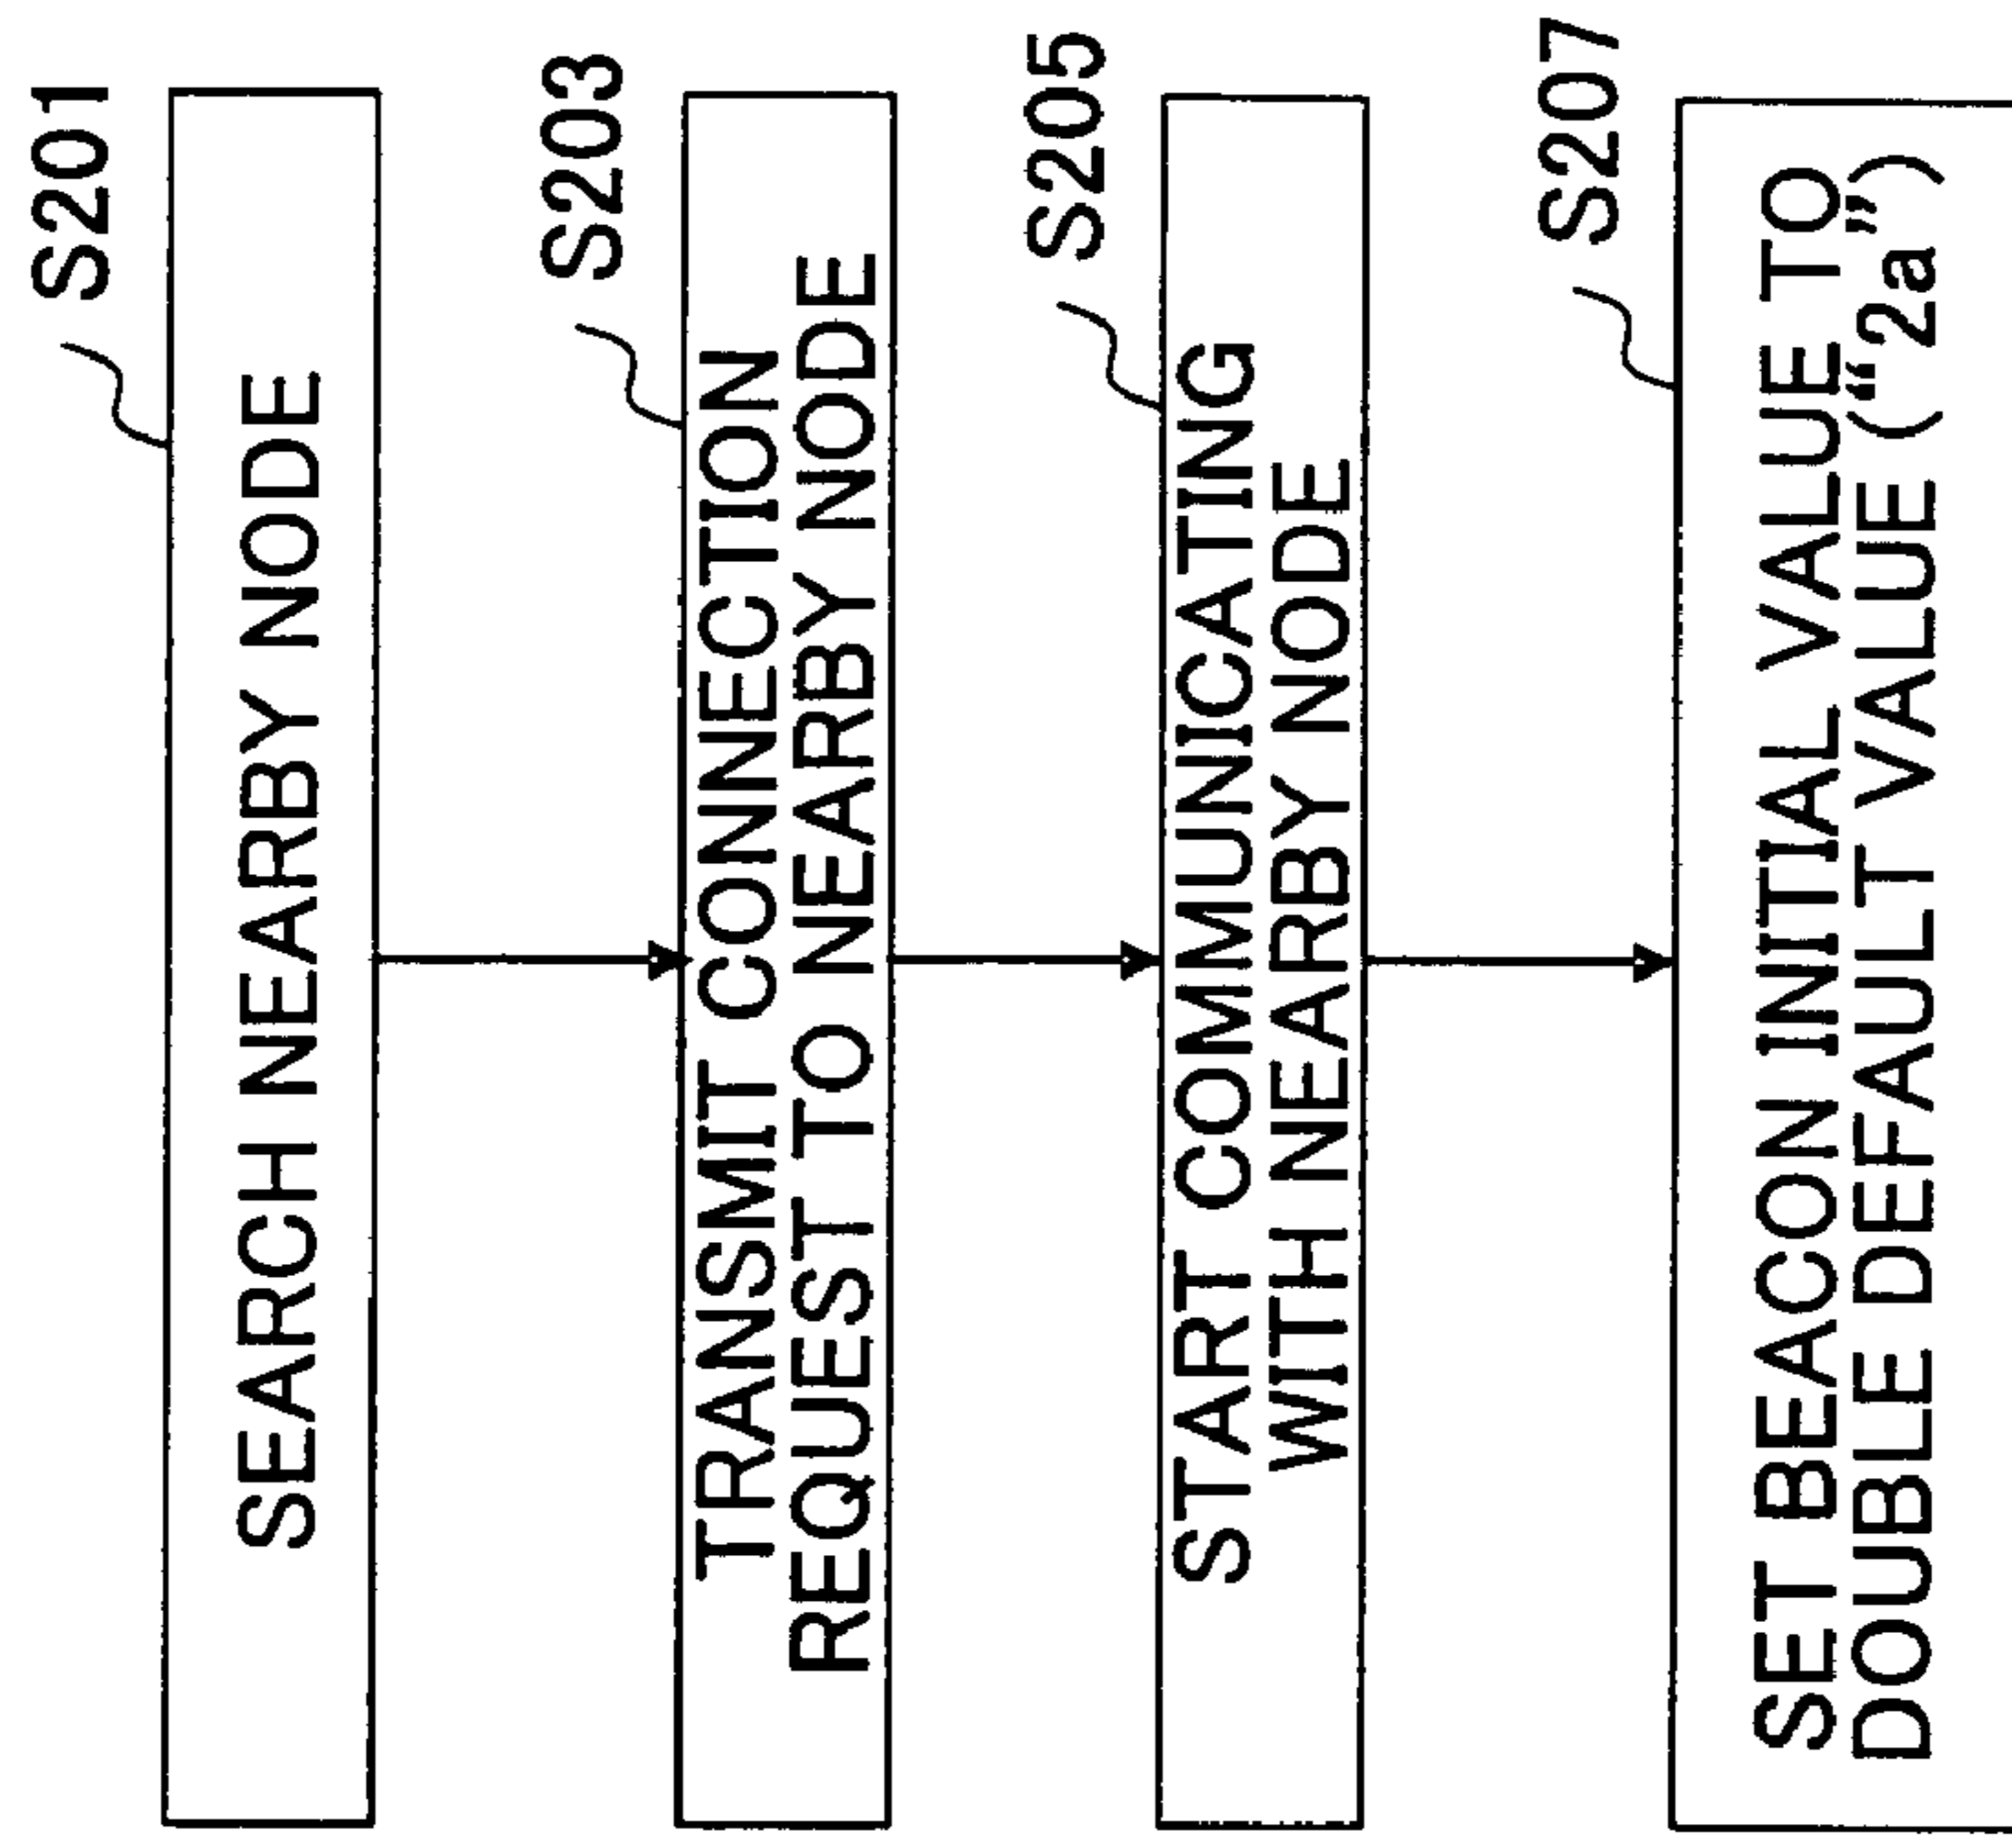 S201
SEARCH NEARBY NODE
S203
TRANSMIT CONNECTION
REQUEST TO NEARBY NODE
S205
START COMMUNICATING
WITH NEARBY NODE
S207
SET BEACON INITIAL VALUE TO
DOUBLE DEFAULT VALUE (“2a”)